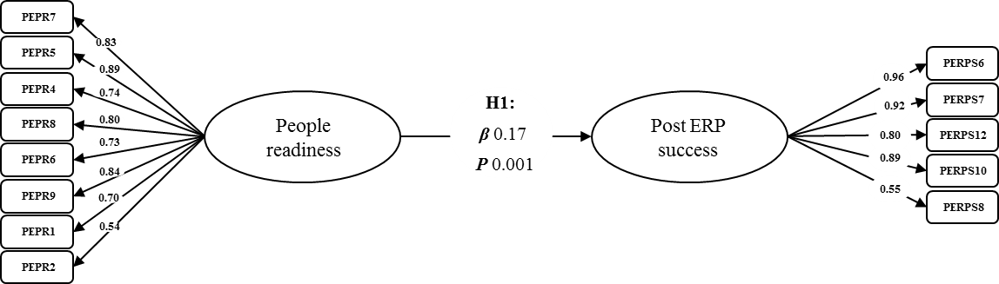 PEPR7
PEPR5
PEPR4
PEPR8
PEPR6
PEPR9
PEPR1
PEPR2
0.83
0.89
0.74
0.80
0.73
0.84
0.70
0.54
People
readiness
H1:
β 0.17
P 0.001
Post ERP
success
0.96
0.92
0.80
0.89
0.55
PERPS6
PERPS7
PERPS12
PERPS10
PERPS8